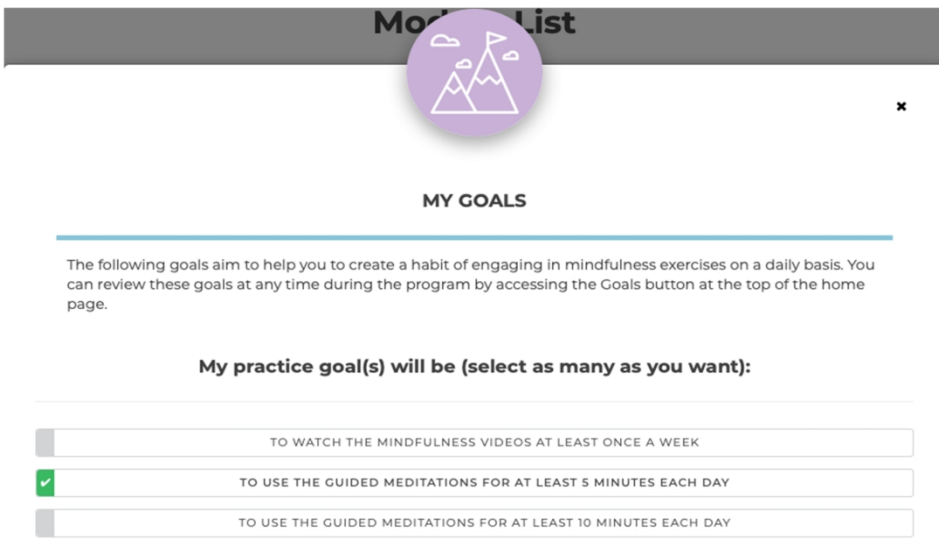 Mod List
MY GOALS
The following goals aim to help you to create a habit of engaging in mindfulness exercises on a daily basis. You
can review these goals at any time during the program by accessing the Goals button at the top of the home
page.
My practice goal(s) will be (select as many as you want):
TO WATCH THE MINDFULNESS VIDEOS AT LEAST ONCE A WEEK
TO USE THE GUIDED MEDITATIONS FOR AT LEAST 5 MINUTES EACH DAY
TO USE THE GUIDED MEDITATIONS FOR AT LEAST 10 MINUTES EACH DAY